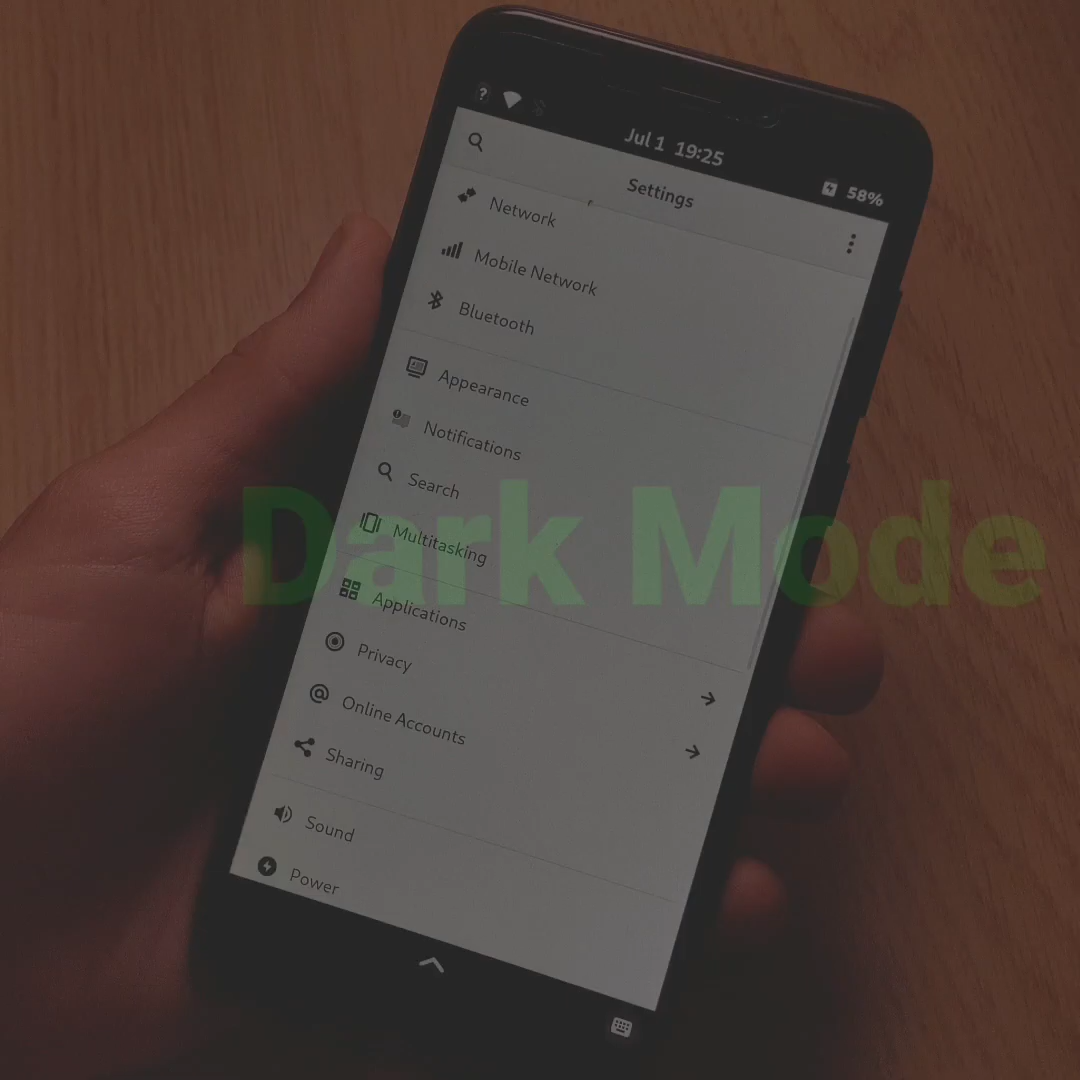 Jul 1 19:25
58%
Settings
Network
Mobile Network
Bluetooth
Appearance
Notifications
Search
Multitasking
Dark Mode
Applications
Privacy
Online Accounts
Sharing
Sound
Power